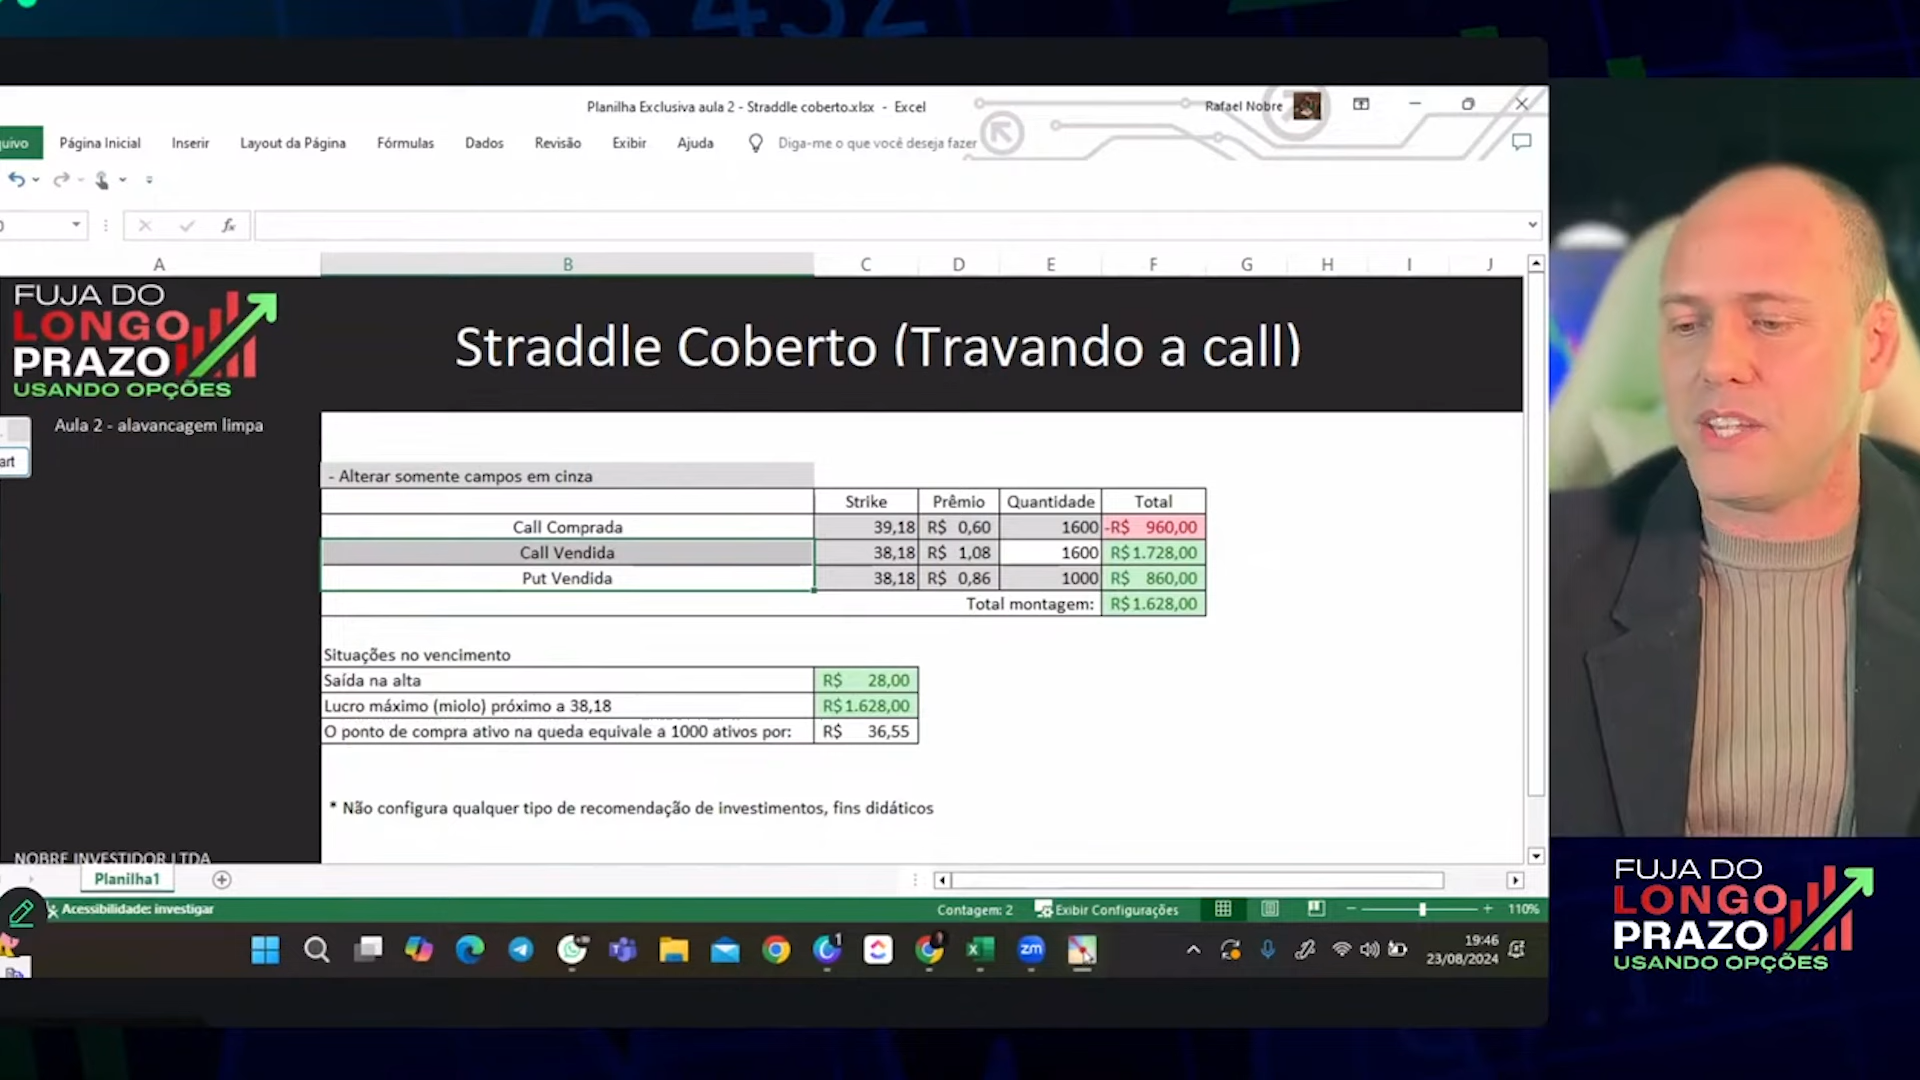 Planilha Exclusiva aula 2 - Straddle coberto.xlsx - Excel
Rafael Nobre
Página Inicial
Inserir
Layout da Página
Fórmulas
Dados
Revisão
Exibir
Ajuda
Diga-me o que você deseja fazer
fx
A B C D E F G H I J
FUJA DO
LONGO
PRAZO
USANDO OPÇÕES
Straddle Coberto (Travando a call)
Aula 2 - alavancagem limpa
- Alterar somente campos em cinza
Strike Prêmio Quantidade Total
Call Comprada 39,18 R$ 0,60 1600 -R$ 960,00
Call Vendida 38,18 R$ 1,08 1600 R$1.728,00
Put Vendida 38,18 R$ 0,86 1000 R$ 860,00
Total montagem: R$1.628,00
Situações no vencimento
Saída na alta R$ 28,00
Lucro máximo (miolo) próximo a 38,18 R$1.628,00
O ponto de compra ativo na queda equivale a 1000 ativos por: R$ 36,55
* Não configura qualquer tipo de recomendação de investimentos, fins didáticos
NOBRE INVESTIDOR LTDA
Planilha1
Acessibilidade: investigar
Contagem: 2
Exibir Configurações
110%
zm
19:46
23/08/2024
FUJA DO
LONGO
PRAZO
USANDO OPÇÕES